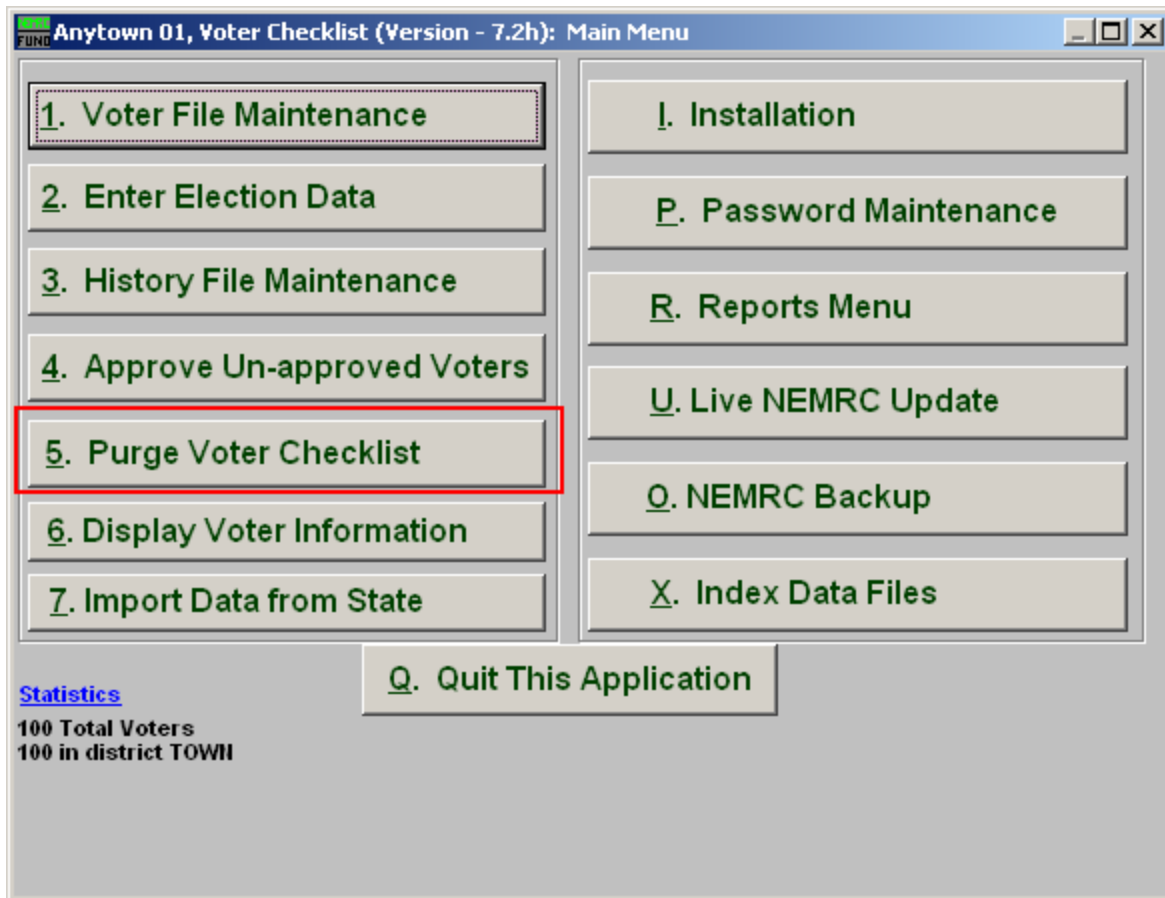 NEMRC
FUND
Anytown 01, Voter Checklist (Version - 7.2h): Main Menu
1. Voter File Maintenance
2. Enter Election Data
3. History File Maintenance
4. Approve Un-approved Voters
5. Purge Voter Checklist
6. Display Voter Information
7. Import Data from State
I. Installation
P. Password Maintenance
R. Reports Menu
U. Live NEMRC Update
O. NEMRC Backup
X. Index Data Files
Q. Quit This Application
Statistics
100 Total Voters
100 in district TOWN